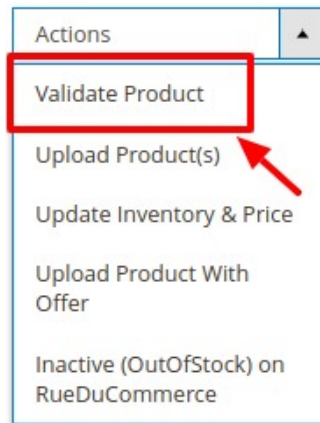 Actions
Validate Product
Upload Product(s)
Update Inventory & Price
Upload Product With
Offer
Inactive (OutOfStock) on
RueDuCommerce